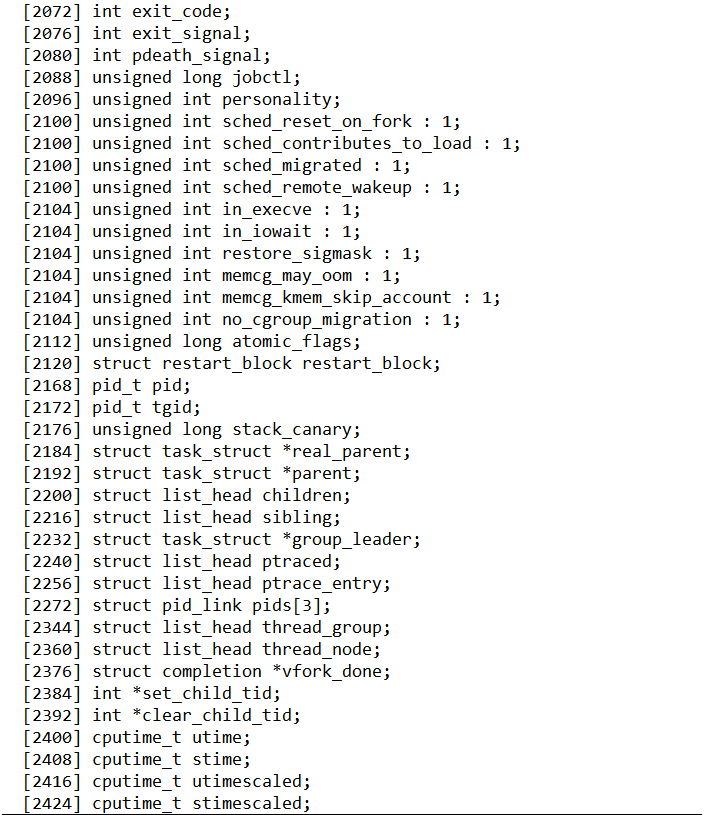 [2072] int exit_code;
[2076] int exit_signal;
[2080] int pdeath_signal;
[2088] unsigned long jobctl;
[2096] unsigned int personality;
[2100] unsigned int sched_reset_on_fork : 1;
[2100] unsigned int sched_contributes_to_load : 1;
[2100] unsigned int sched_migrated : 1;
[2100] unsigned int sched_remote_wakeup : 1;
[2104] unsigned int in_execve : 1;
[2104] unsigned int in_iowait : 1;
[2104] unsigned int restore_sigmask : 1;
[2104] unsigned int memcg_may_oom : 1;
[2104] unsigned int memcg_kmem_skip_account : 1;
[2104] unsigned int no_cgroup_migration : 1;
[2112] unsigned long atomic_flags;
[2120] struct restart_block restart_block;
[2168] pid_t pid;
[2172] pid_t tgid;
[2176] unsigned long stack_canary;
[2184] struct task_struct *real_parent;
[2192] struct task_struct *parent;
[2200] struct list_head children;
[2216] struct list_head sibling;
[2232] struct task_struct *group_leader;
[2240] struct list_head ptraced;
[2256] struct list_head ptrace_entry;
[2272] struct pid_link pids[3];
[2344] struct list_head thread_group;
[2360] struct list_head thread_node;
[2376] struct completion *vfork_done;
[2384] int *set_child_tid;
[2392] int *clear_child_tid;
[2400] cputime_t utime;
[2408] cputime_t stime;
[2416] cputime_t utimescaled;
[2424] cputime_t stimescaled;